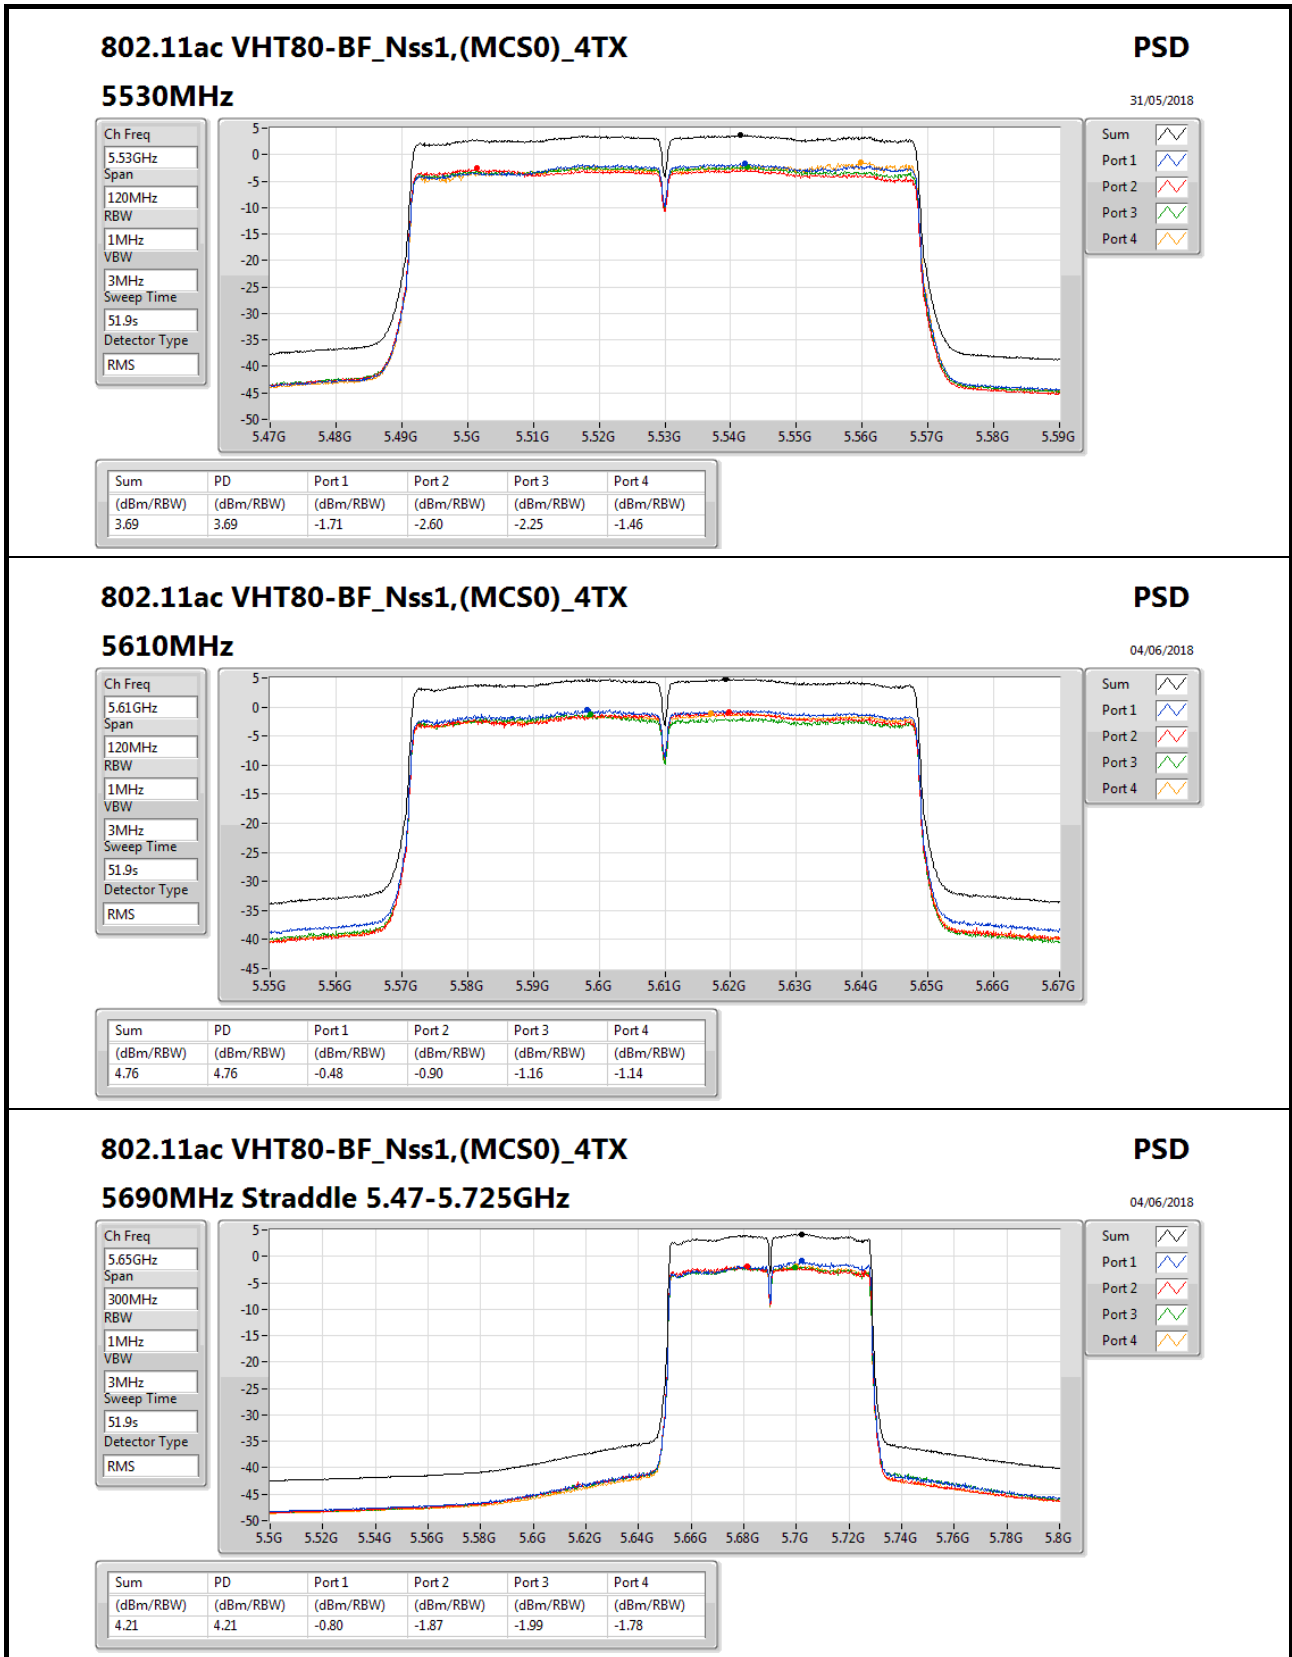 802.11ac VHT80-BF_Nss1,(MCS0)_4TX PSD
5530MHz 31/05/2018
Ch Freq
5.53GHz
Span
120MHz
RBW
1MHz
VBW
3MHz
Sweep Time
51.9s
Detector Type
RMS
5
0
-5
-10
-15
-20
-25
-30
-35
-40
-45
-50
5.47G 5.48G 5.49G 5.5G 5.51G 5.52G 5.53G 5.54G 5.55G 5.56G 5.57G 5.58G 5.59G
Sum
Port 1
Port 2
Port 3
Port 4
Sum PD Port 1 Port 2 Port 3 Port 4
(dBm/RBW) (dBm/RBW) (dBm/RBW) (dBm/RBW) (dBm/RBW) (dBm/RBW)
3.69 3.69 -1.71 -2.60 -2.25 -1.46
802.11ac VHT80-BF_Nss1,(MCS0)_4TX PSD
5610MHz 04/06/2018
Ch Freq
5.61GHz
Span
120MHz
RBW
1MHz
VBW
3MHz
Sweep Time
51.9s
Detector Type
RMS
5
0
-5
-10
-15
-20
-25
-30
-35
-40
-45
5.55G 5.56G 5.57G 5.58G 5.59G 5.6G 5.61G 5.62G 5.63G 5.64G 5.65G 5.66G 5.67G
Sum
Port 1
Port 2
Port 3
Port 4
Sum PD Port 1 Port 2 Port 3 Port 4
(dBm/RBW) (dBm/RBW) (dBm/RBW) (dBm/RBW) (dBm/RBW) (dBm/RBW)
4.76 4.76 -0.48 -0.90 -1.16 -1.14
802.11ac VHT80-BF_Nss1,(MCS0)_4TX PSD
5690MHz Straddle 5.47-5.725GHz 04/06/2018
Ch Freq
5.65GHz
Span
300MHz
RBW
1MHz
VBW
3MHz
Sweep Time
51.9s
Detector Type
RMS
5
0
-5
-10
-15
-20
-25
-30
-35
-40
-45
-50
5.5G 5.52G 5.54G 5.56G 5.58G 5.6G 5.62G 5.64G 5.66G 5.68G 5.7G 5.72G 5.74G 5.76G 5.78G 5.8G
Sum
Port 1
Port 2
Port 3
Port 4
Sum PD Port 1 Port 2 Port 3 Port 4
(dBm/RBW) (dBm/RBW) (dBm/RBW) (dBm/RBW) (dBm/RBW) (dBm/RBW)
4.21 4.21 -0.80 -1.87 -1.99 -1.78